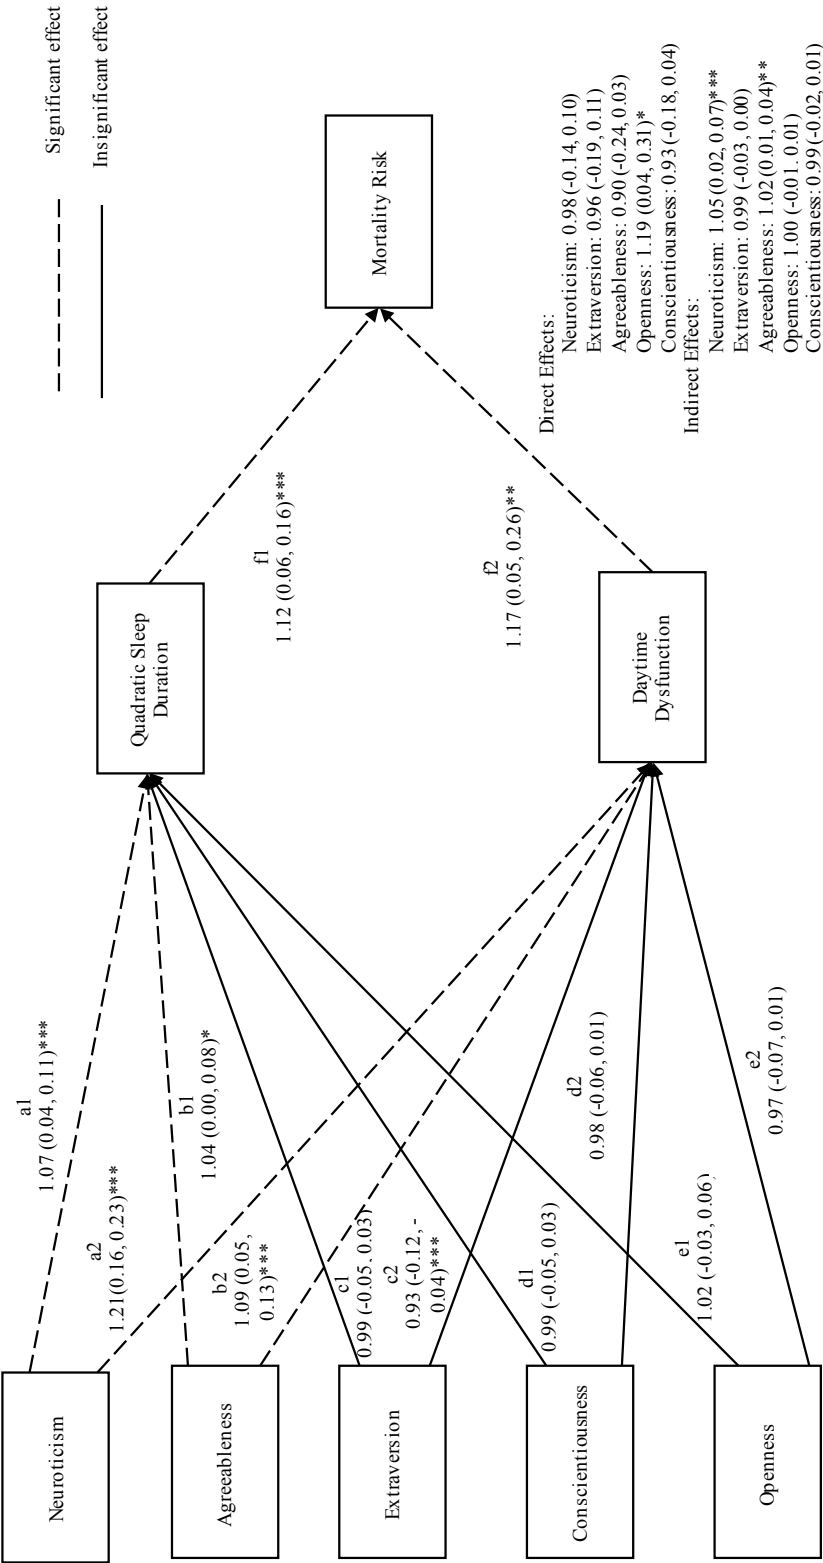 Significant effect
Insignificant effect
Neuroticism
Agreeableness
Extraversion
Conscientiousness
Openness
a1
1.07 (0.04, 0.11)***
a2
1.21(0.16, 0.23)***
b1
1.04 (0.00, 0.08)*
b2
1.09 (0.05,
0.13)***
c1
0.99 (-0.05, 0.03)
c2
0.93 (-0.12, -
0.04)***
d1
0.99 (-0.05, 0.03)
d2
0.98 (-0.06, 0.01)
e1
1.02 (-0.03, 0.06)
e2
0.97 (-0.07, 0.01)
Quadratic Sleep
Duration
Daytime
Dysfunction
f1
1.12 (0.06, 0.16)***
f2
1.17 (0.05, 0.26)**
Mortality Risk
Direct Effects:
Neuroticism: 0.98(-0.14, 0.10)
Extraversion: 0.96 (-0.19, 0.11)
Agreeableness: 0.90 (-0.24, 0.03)
Openness: 1.19 (0.04, 0.31)*
Conscientiousness: 0.93 (-0.18, 0.04)
Indirect Effects:
Neuroticism: 1.05 (0.02, 0.07)***
Extraversion: 0.99 (-0.03, 0.00)
Agreeableness: 1.02 (0.01, 0.04)**
Openness: 1.00 (-0.01. 0.01)
Conscientiousness: 0.99 (-0.02, 0.01)